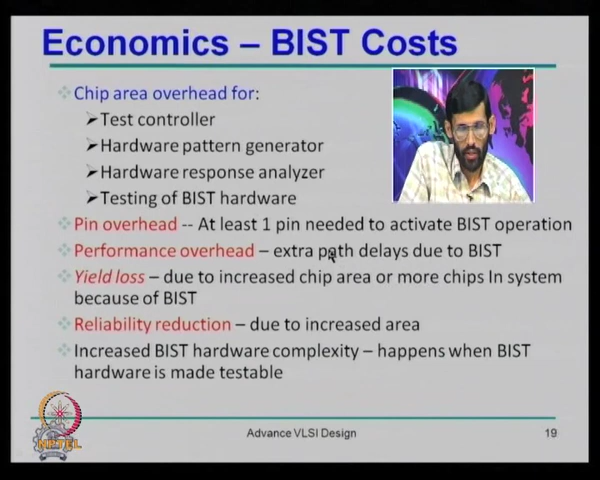 Economics – BIST Costs
Chip area overhead for:
Test controller
Hardware pattern generator
Hardware response analyzer
Testing of BIST hardware
Pin overhead -- At least 1 pin needed to activate BIST operation
Performance overhead – extra path delays due to BIST
Yield loss – due to increased chip area or more chips In system
because of BIST
Reliability reduction – due to increased area
Increased BIST hardware complexity – happens when BIST
hardware is made testable
NPTEL
Advance VLSI Design
19